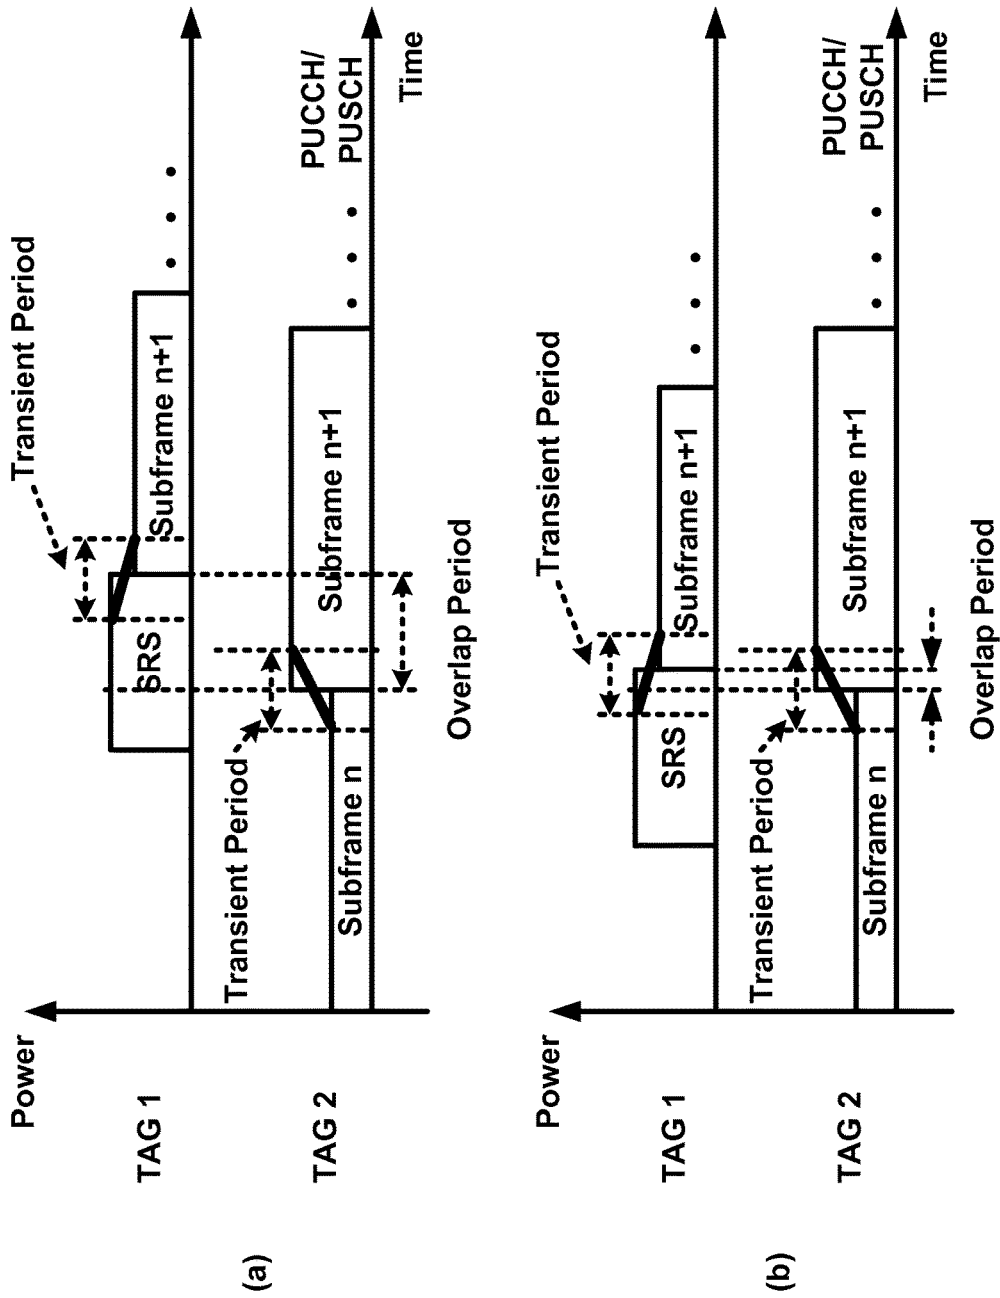 (a)
Power
TAG 1
SRS
Transient Period
Subframe n+1
TAG 2
Transient Period
Subframe n
Subframe n+1
PUCCH/
PUSCH
Time
Overlap Period
(b)
Power
TAG 1
SRS
Transient Period
Subframe n+1
TAG 2
Transient Period
Subframe n
Subframe n+1
PUCCH/
PUSCH
Time
Overlap Period